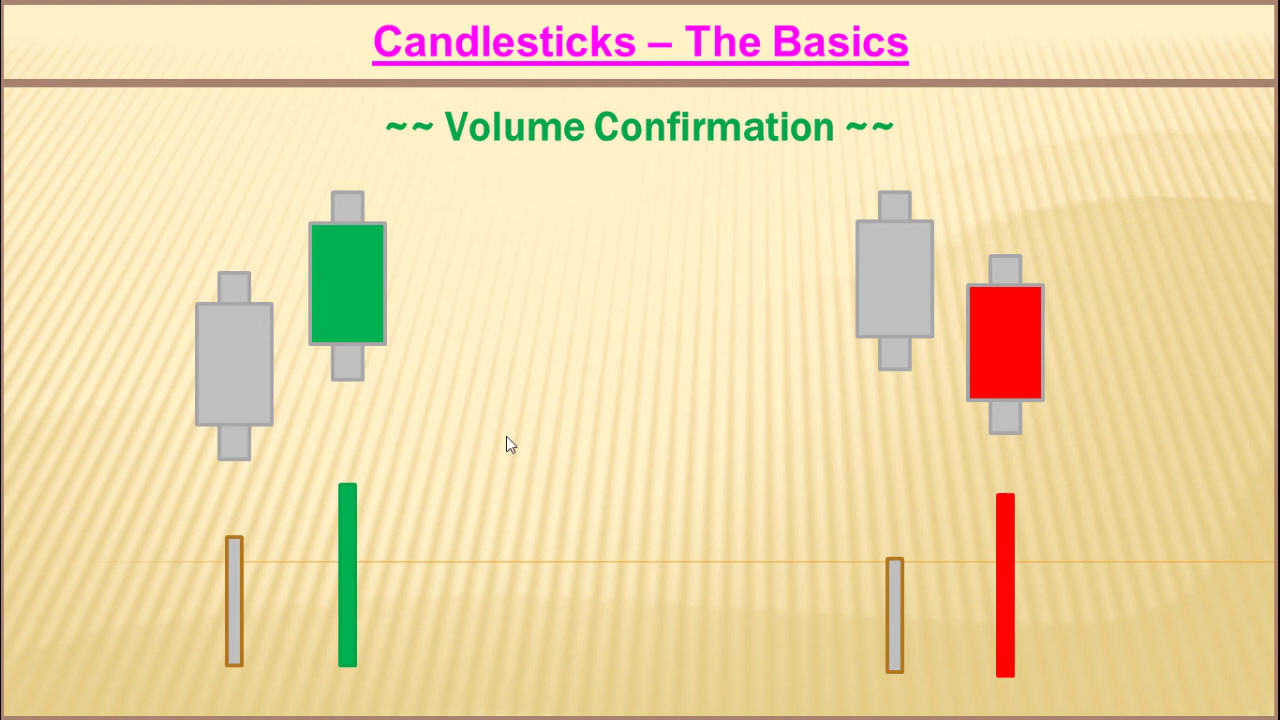 Candlesticks – The Basics
~~ Volume Confirmation ~~